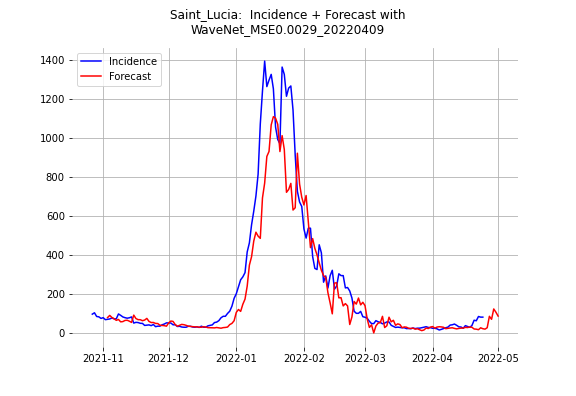 Saint_Lucia:  Incidence + Forecast with
WaveNet_MSE0.0029_20220409
Incidence
Forecast
1400
1200
1000
800
600
400
200
0
2021-11 2021-12 2022-01 2022-02 2022-03 2022-04 2022-05